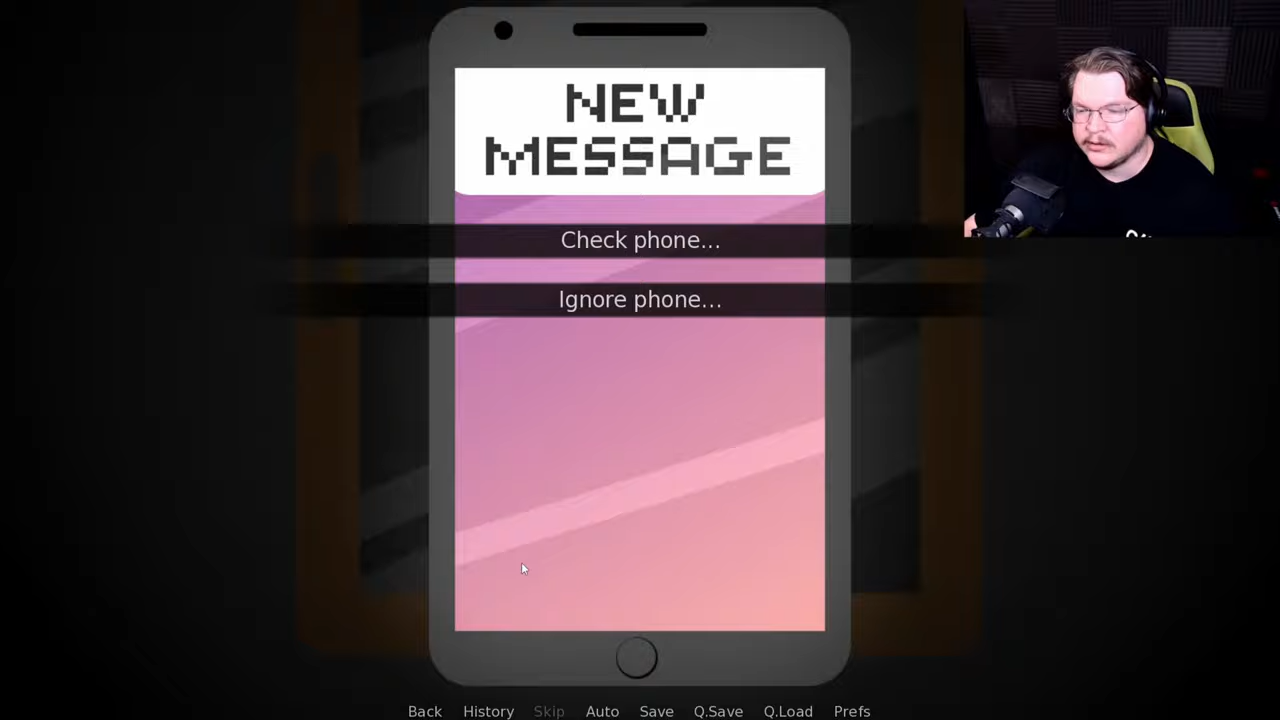 NEW
MESSAGE
Check phone...
Ignore phone...
Back History Skip Auto Save Q.Save Q.Load Prefs